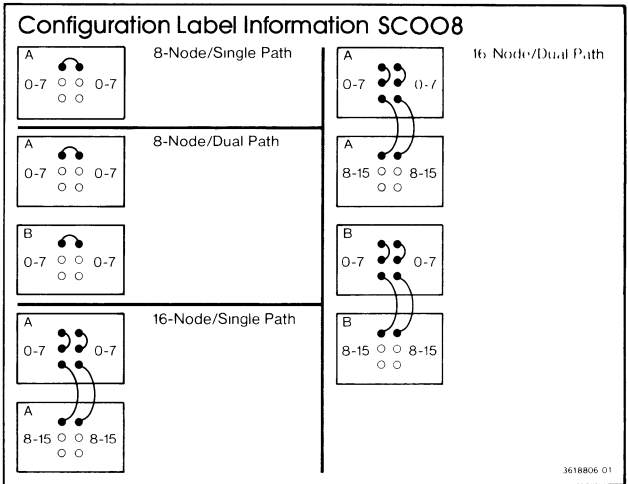 Configuration Label Information SC008
A
8-Node/Single Path
0-7 0-7
A
8-Node/Dual Path
0-7 0-7
B
0-7 0-7
A
16-Node/Single Path
0-7 0-7
A
8-15 8-15
A
16 Node/Dual Path
0-7 0-7
A
8-15 8-15
B
0-7 0-7
B
8-15 8-15
3618806 01